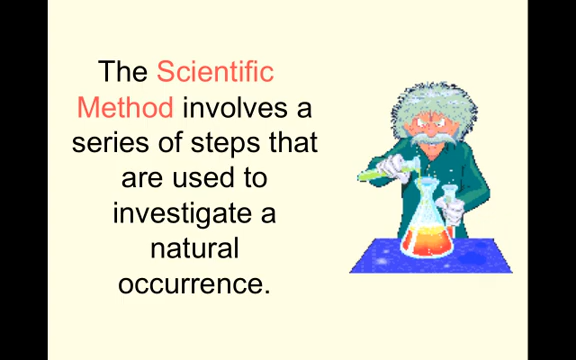 The Scientific
Method involves a
series of steps that
are used to
investigate a
natural
occurrence.